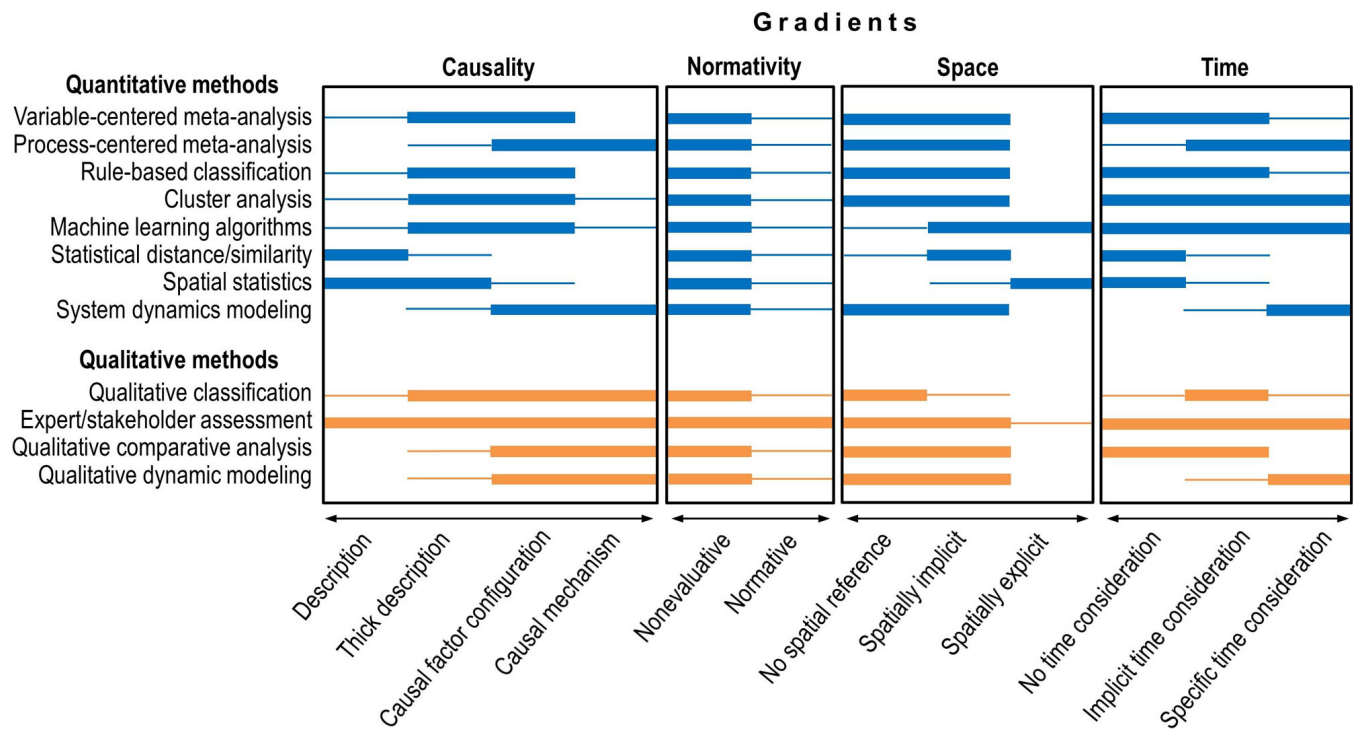 Gradients
Causality Normativity Space Time
Quantitative methods
Variable-centered meta-analysis
Process-centered meta-analysis
Rule-based classification
Cluster analysis
Machine learning algorithms
Statistical distance/similarity
Spatial statistics
System dynamics modeling
Qualitative methods
Qualitative classification
Expert/stakeholder assessment
Qualitative comparative analysis
Qualitative dynamic modeling
Description
Thick description
Causal factor configuration
Causal mechanism
Nonevaluative
Normative
No spatial reference
Spatially implicit
Spatially explicit
No time consideration
Implicit time consideration
Specific time consideration